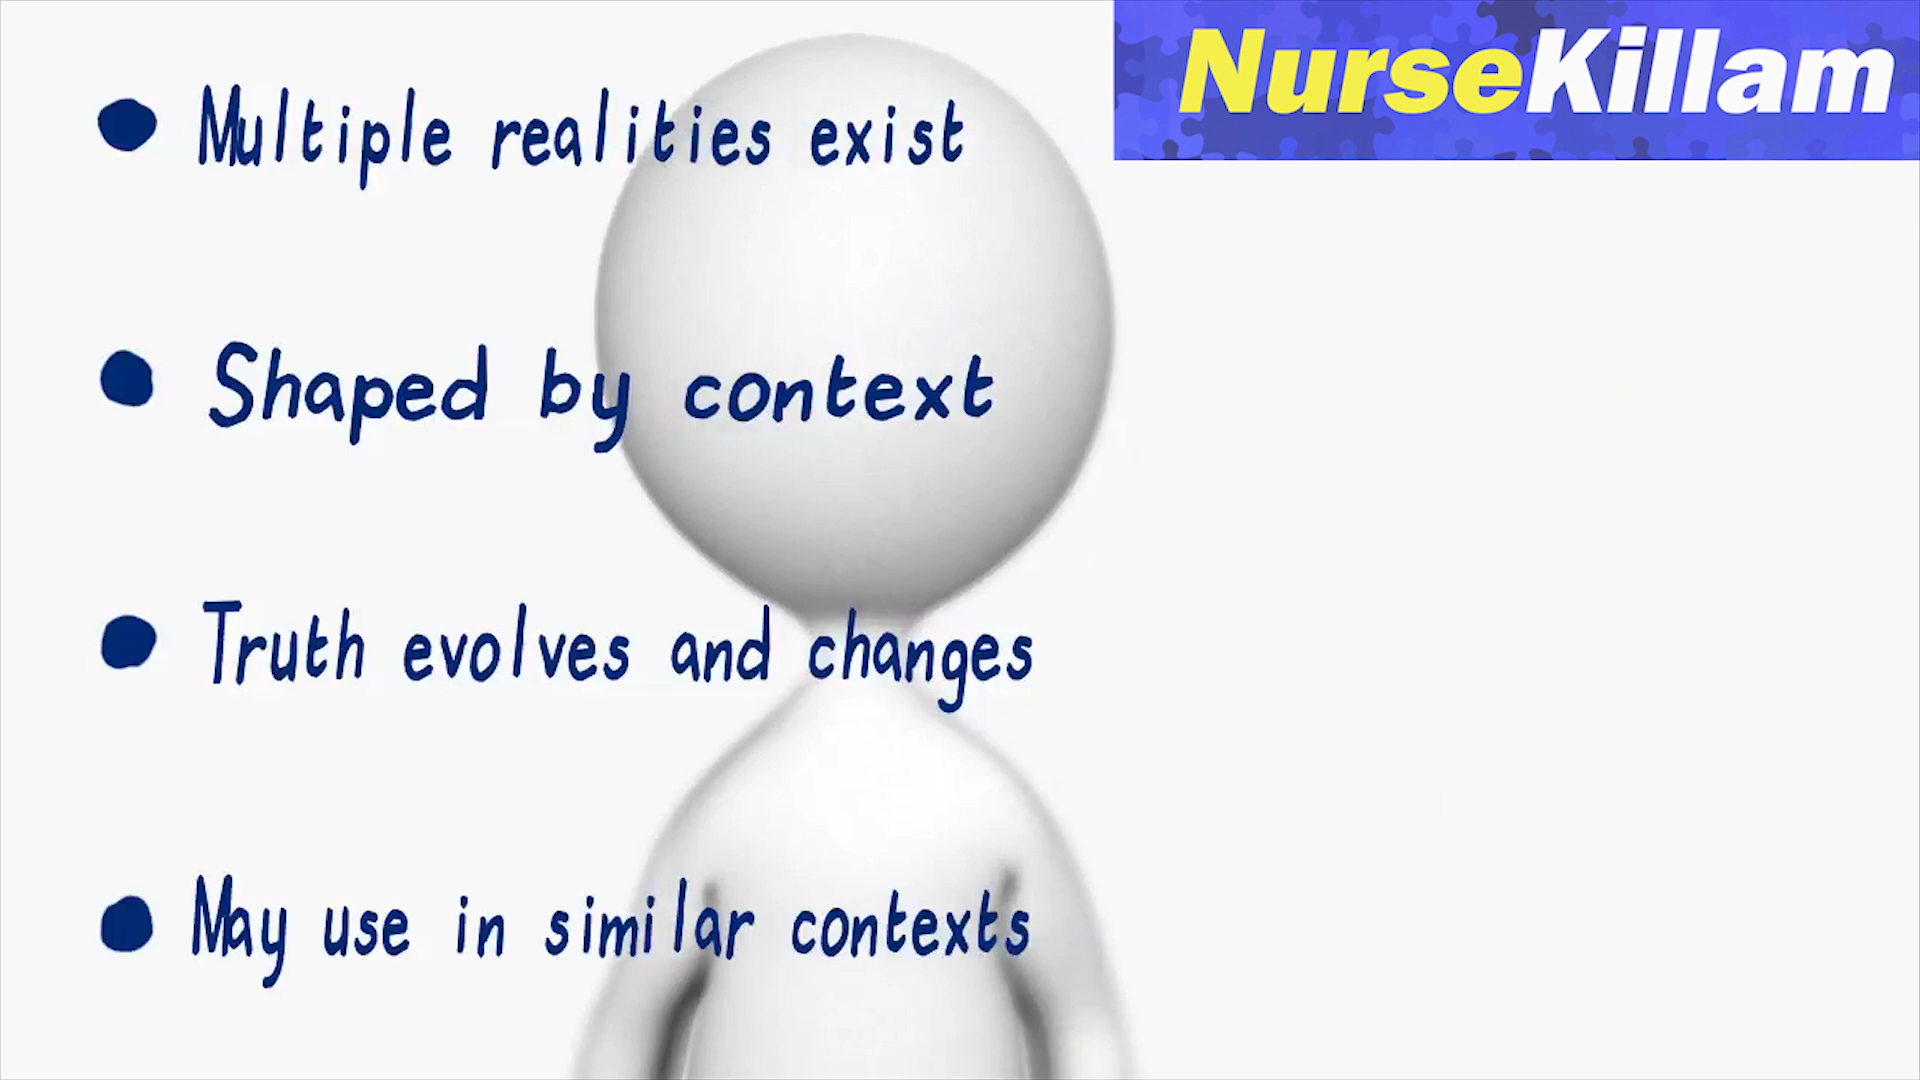 NurseKillam
Multiple realities exist
Shaped by context
Truth evolves and changes
May use in similar contexts